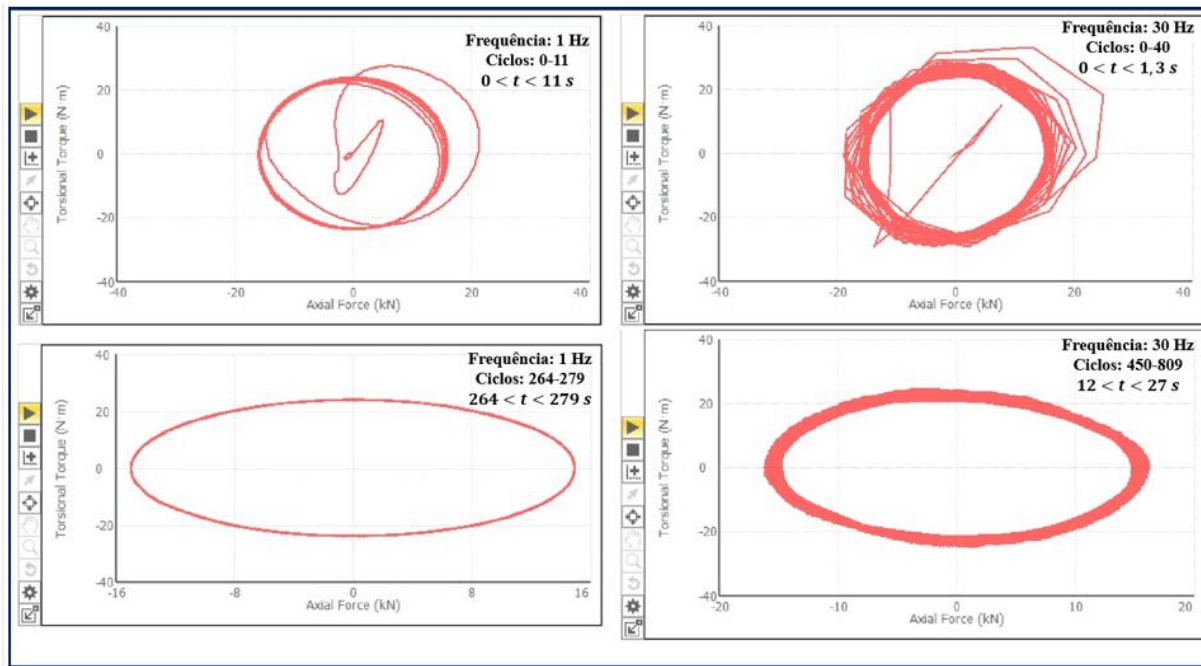 Frequência: 1 Hz
Ciclos: 0-11
0 < t < 11 s
Torsional Torque (N·m)
40
20
0
-20
-40
-40
-20
0
20
40
Axial Force (kN)
Frequência: 30 Hz
Ciclos: 0-40
0 < t < 1,3 s
Torsional Torque (N·m)
40
20
0
-20
-40
-40
-20
0
20
40
Axial Force (kN)
Frequência: 1 Hz
Ciclos: 264-279
264 < t < 279 s
Torsional Torque (N·m)
40
20
0
-20
-40
-16
-8
0
8
16
Axial Force (kN)
Frequência: 30 Hz
Ciclos: 450-809
12 < t < 27 s
Torsional Torque (N·m)
40
20
0
-20
-40
-20
-10
0
10
20
Axial Force (kN)